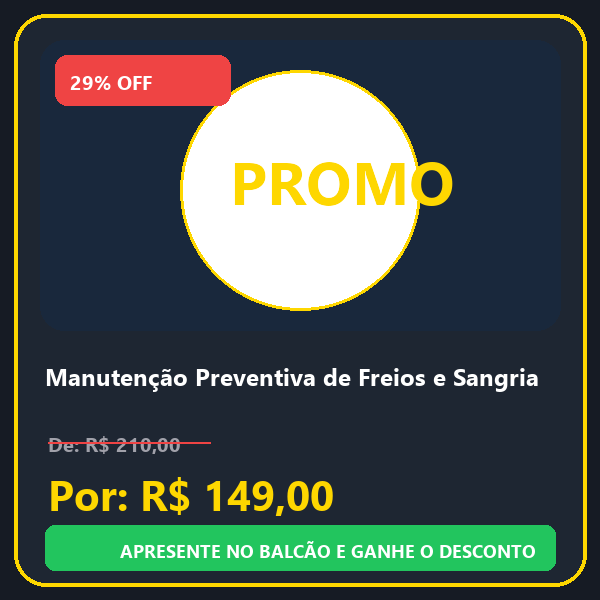 29% OFF
PROMO
Manutenção Preventiva de Freios e Sangria
De: R$ 210,00
Por: R$ 149,00
APRESENTE NO BALCÃO E GANHE O DESCONTO